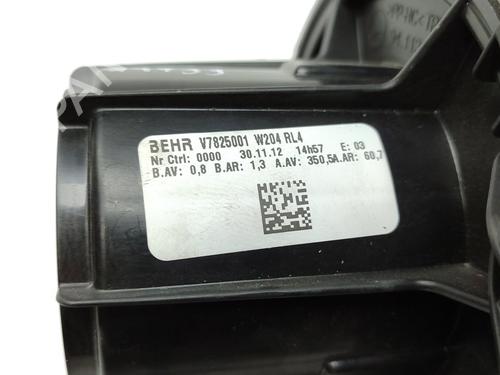 BEHR V7825001 W204 RL4
Nr Ctrl: 0000 30.11.12 14h57 E: 03
B.AV: 0,8 B.AR: 1,3 A.AV: 350,5A.AR: 60,7